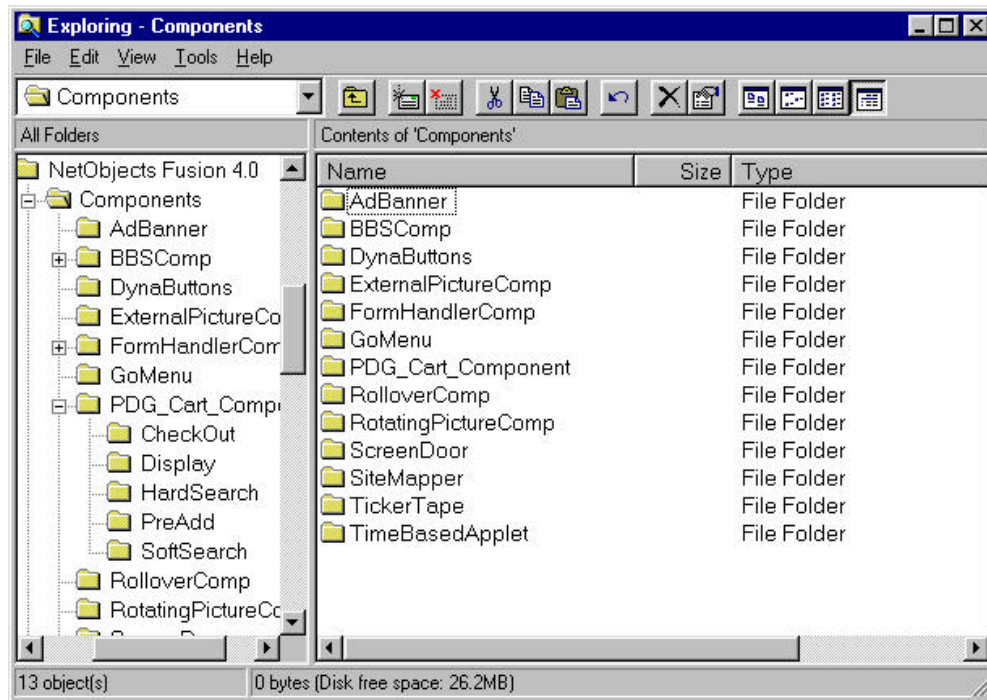 Exploring - Components
File Edit View Tools Help
Components
All Folders
Contents of 'Components'
NetObjects Fusion 4.0
Components
AdBanner
BBSComp
DynaButtons
ExternalPictureCo
FormHandlerCom
GoMenu
PDG_Cart_Compo
CheckOut
Display
HardSearch
PreAdd
SoftSearch
RolloverComp
RotatingPictureCo
Name Size Type
AdBanner File Folder
BBSComp File Folder
DynaButtons File Folder
ExternalPictureComp File Folder
FormHandlerComp File Folder
GoMenu File Folder
PDG_Cart_Component File Folder
RolloverComp File Folder
RotatingPictureComp File Folder
ScreenDoor File Folder
SiteMapper File Folder
TickerTape File Folder
TimeBasedApplet File Folder
13 object(s)
0 bytes (Disk free space: 26.2MB)